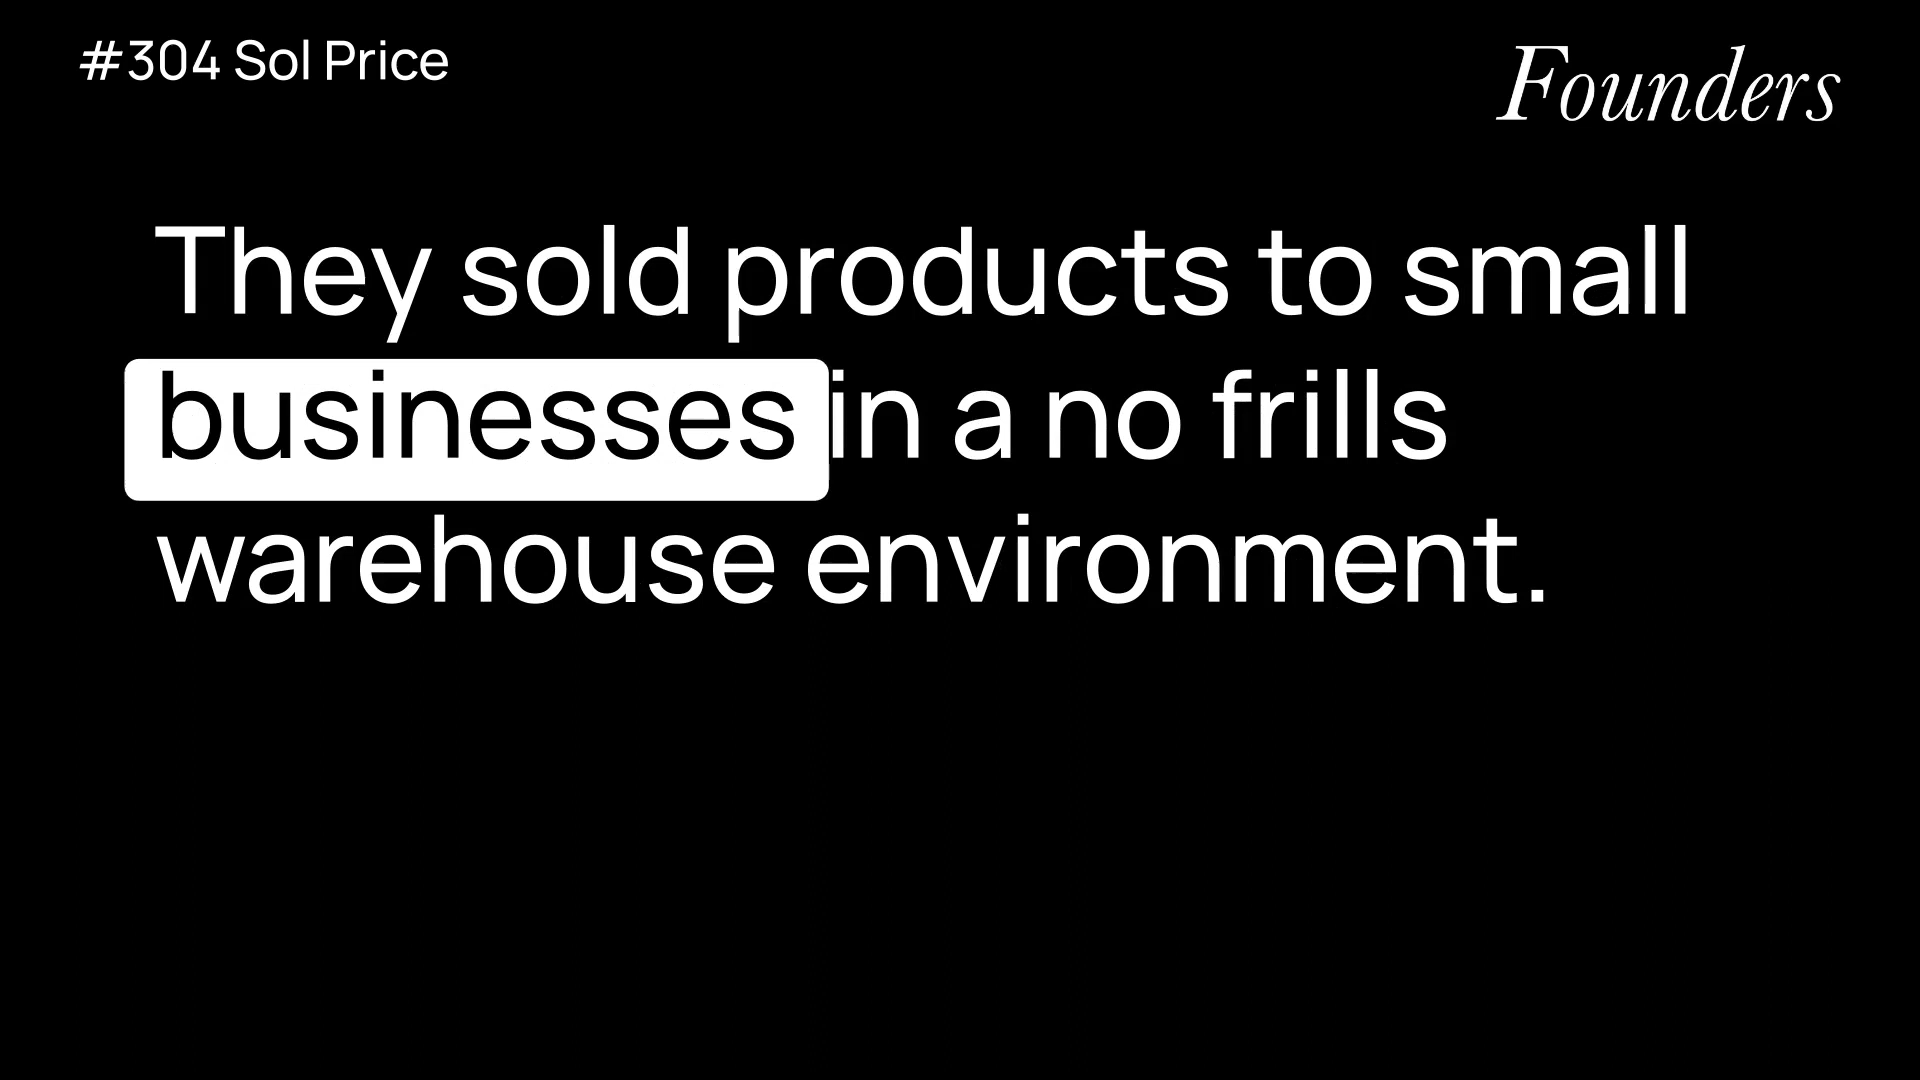 #304 Sol Price
Founders
They sold products to small
businesses in a no frills
warehouse environment.